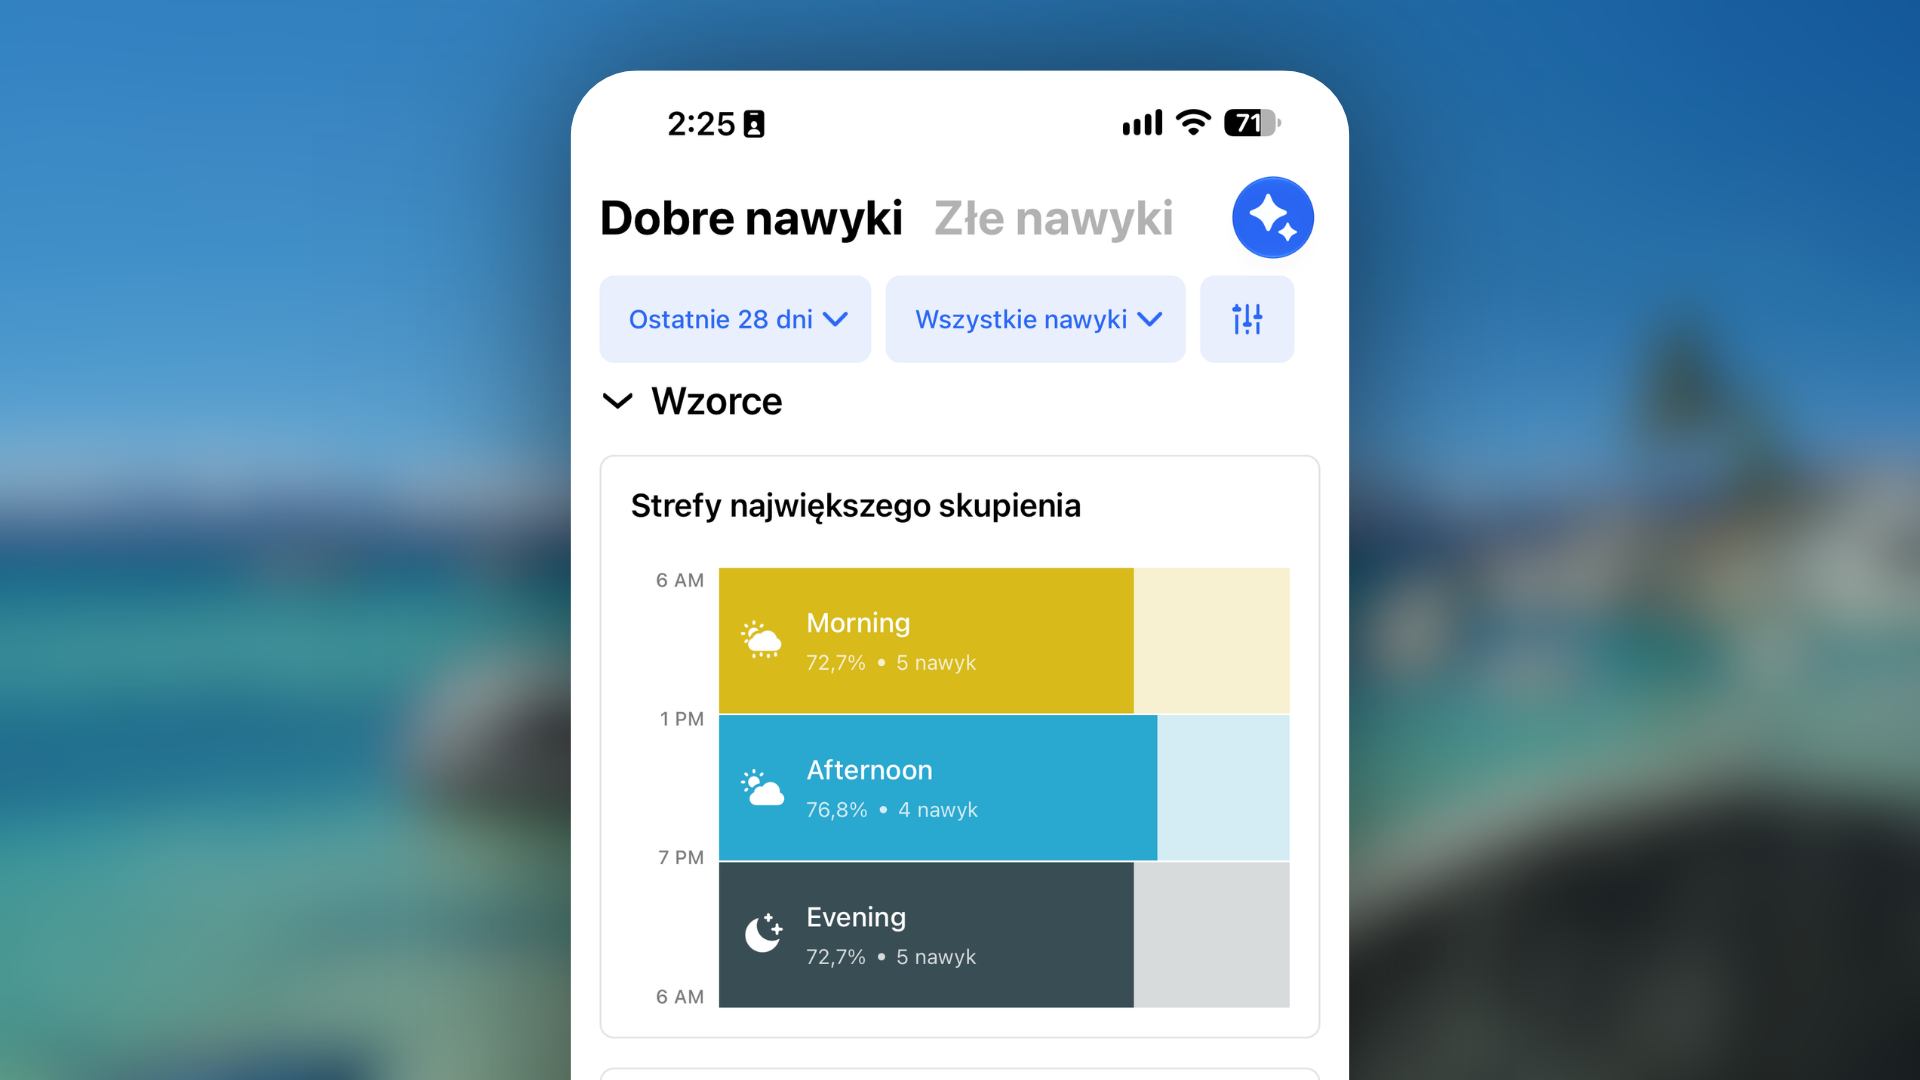 2:25
71
Dobre nawyki Złe nawyki
Ostatnie 28 dni Wszystkie nawyki
Wzorce
Strefy największego skupienia
6 AM
Morning
72,7% • 5 nawyk
1 PM
Afternoon
76,8% • 4 nawyk
7 PM
Evening
72,7% • 5 nawyk
6 AM